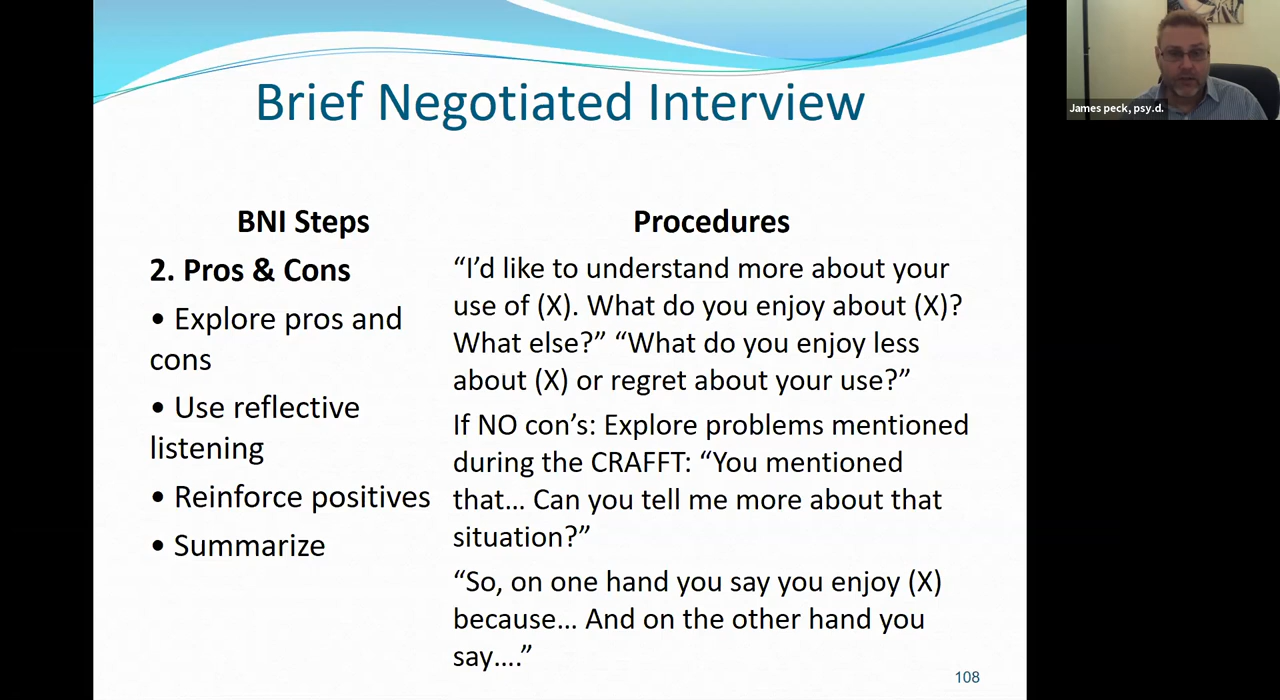 Brief Negotiated Interview
BNI Steps
2. Pros & Cons
• Explore pros and
cons
• Use reflective
listening
• Reinforce positives
• Summarize
Procedures
“I’d like to understand more about your
use of (X). What do you enjoy about (X)?
What else?” “What do you enjoy less
about (X) or regret about your use?”
If NO con’s: Explore problems mentioned
during the CRAFFT: “You mentioned
that… Can you tell me more about that
situation?”
“So, on one hand you say you enjoy (X)
because… And on the other hand you
say….”
108
James peck, psy.d.